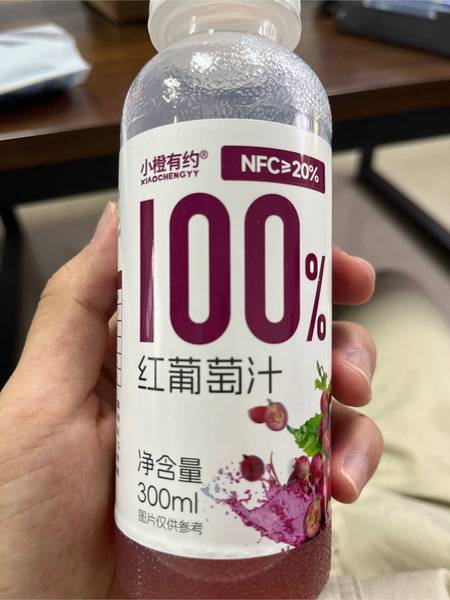 小橙有约®
XIAOCHENGYY
NFC≥20%
100%
红葡萄汁
净含量
300ml
图片仅供参考